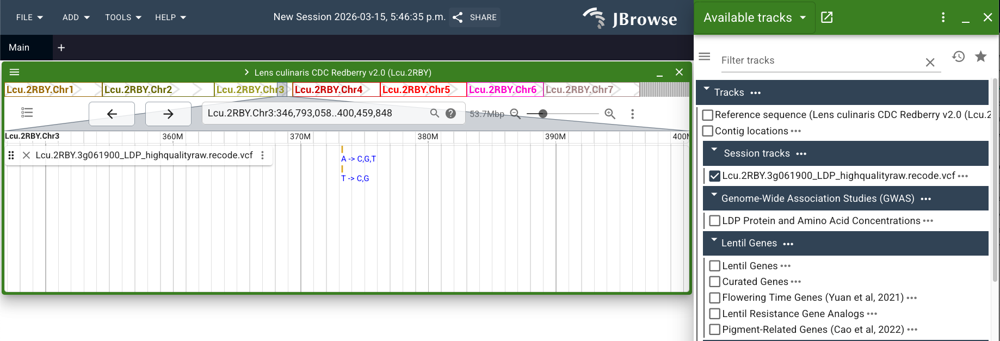 FILE ADD TOOLS HELP New Session 2026-03-15, 5:46:35 p.m. SHARE JBrowse
Main +
Lens culinaris CDC Redberry v2.0 (Lcu.2RBY)
Lcu.2RBY.Chr1 Lcu.2RBY.Chr2 Lcu.2RBY.Chr3 Lcu.2RBY.Chr4 Lcu.2RBY.Chr5 Lcu.2RBY.Chr6 Lcu.2RBY.Chr7
Lcu.2RBY.Chr3:346,793,058..400,459,848 ? 53.7Mbp
Lcu.2RBY.Chr3 360M 370M 380M 390M 400M
Lcu.2RBY.3g061900_LDP_highqualityraw.recode.vcf
A -> C,G,T
T -> C,G
Available tracks
Filter tracks
Tracks
Reference sequence (Lens culinaris CDC Redberry v2.0 (Lcu.2
Contig locations
Session tracks
Lcu.2RBY.3g061900_LDP_highqualityraw.recode.vcf
Genome-Wide Association Studies (GWAS)
LDP Protein and Amino Acid Concentrations
Lentil Genes
Lentil Genes
Curated Genes
Flowering Time Genes (Yuan et al, 2021)
Lentil Resistance Gene Analogs
Pigment-Related Genes (Cao et al, 2022)